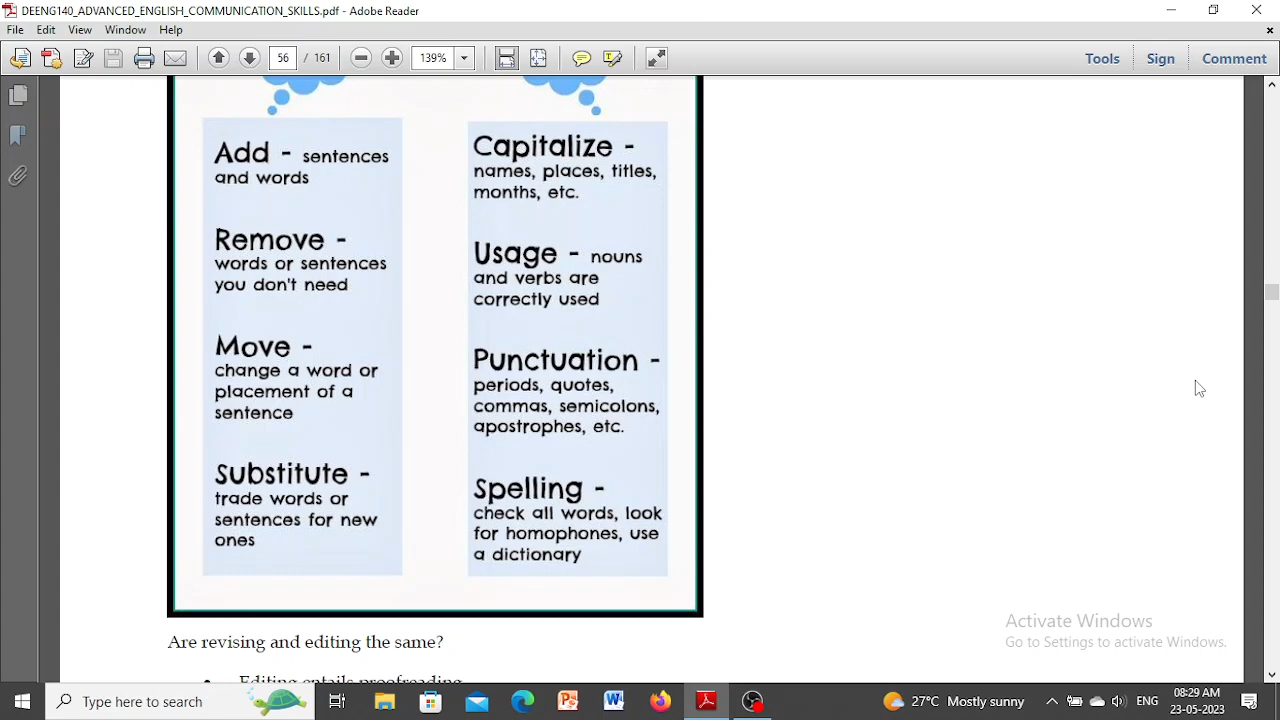 DEENG140_ADVANCED_ENGLISH_COMMUNICATION_SKILLS.pdf - Adobe Reader
File Edit View Window Help
56 / 161 139% Tools Sign Comment
Add - sentences
and words
Remove -
words or sentences
you don't need
Move -
change a word or
placement of a
sentence
Substitute -
trade words or
sentences for new
ones
Capitalize -
names, places, titles,
months, etc.
Usage - nouns
and verbs are
correctly used
Punctuation -
periods, quotes,
commas, semicolons,
apostrophes, etc.
Spelling -
check all words, look
for homophones, use
a dictionary
Are revising and editing the same?
• Editing entails proofreading
Activate Windows
Go to Settings to activate Windows.
Type here to search
27°C Mostly sunny
ENG
08:29 AM
23-05-2023